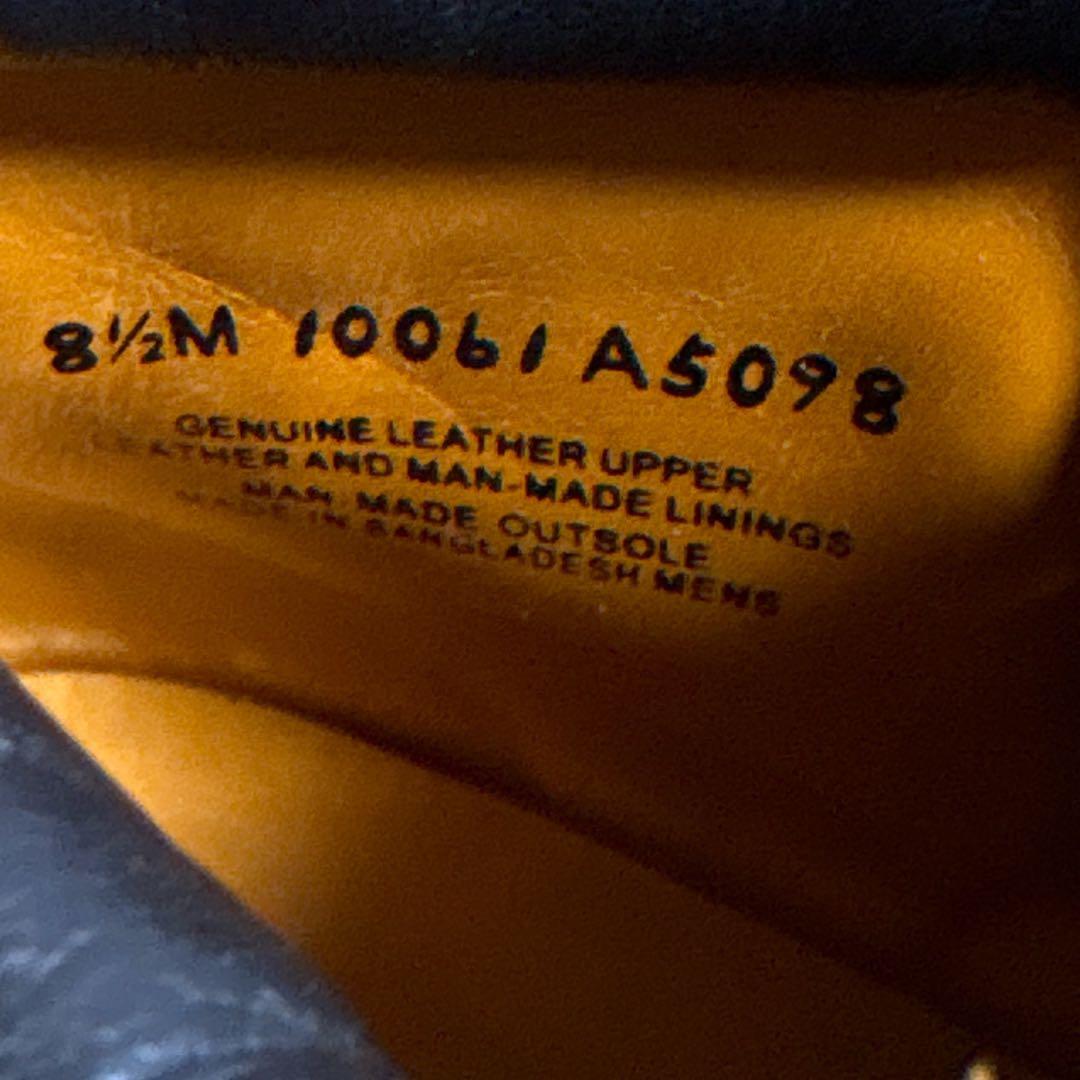 8½M 10061 A5098
GENUINE LEATHER UPPER
LEATHER AND MAN-MADE LININGS
MAN-MADE OUTSOLE
MADE IN BANGLADESH MENS